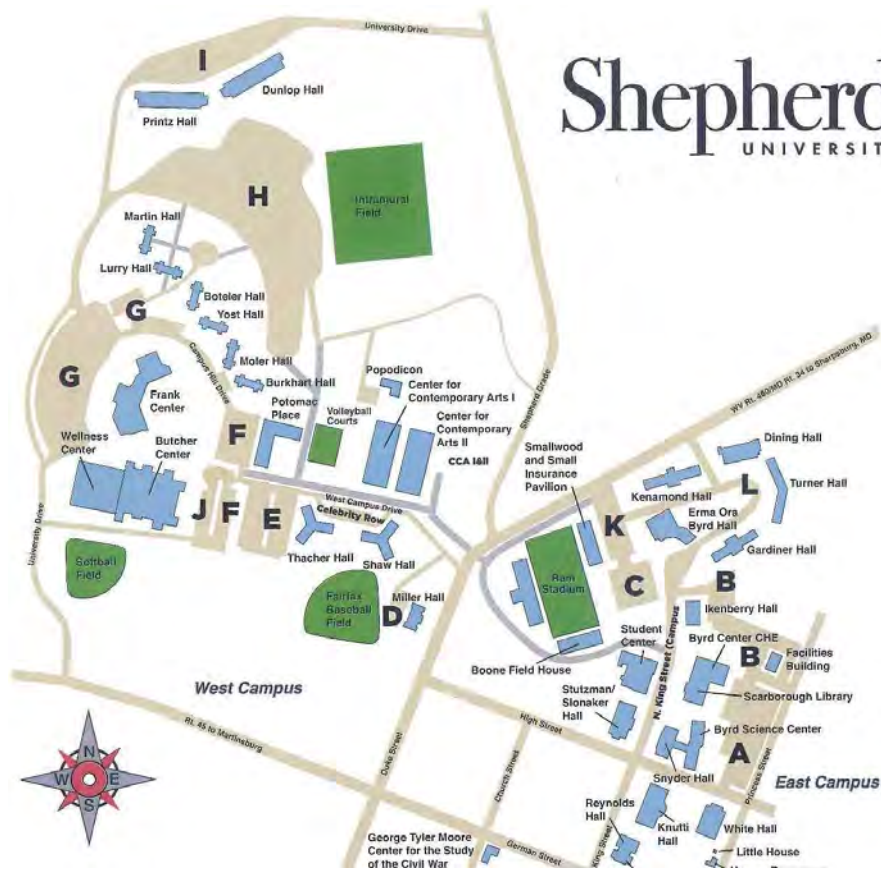 University Drive
I
Dunlop Hall
Printz Hall
Shepherd
UNIVERSIT
H
Intramural
Field
Martin Hall
Lurry Hall
G
Boteler Hall
Yost Hall
Moler Hall
Burkhart Hall
Campus Hill Drive
G
Frank
Center
Potomac
Place
Popodicon
Center for
Contemporary Arts I
Volleyball
Courts
Center for
Contemporary
Arts II
CCA I&II
Shepherd Grade
WV Rt. 480/MD Rt. 34 to Sharpsburg, MD
Wellness
Center
Butcher
Center
F
J
F
E
West Campus Drive
Celebrity Row
Thacher Hall
Shaw Hall
Smallwood
and Small
Insurance
Pavilion
Dining Hall
Kenamond Hall
L
Turner Hall
Erma Ora
Byrd Hall
K
Gardiner Hall
C
B
University Drive
Softball
Field
Fairfax
Baseball
Field
D
Miller Hall
Ram
Stadium
Boone Field House
Ikenberry Hall
Student
Center
Byrd Center CHE
B
Facilities
Building
N. King Street (Campus
Stutzman/
Slonaker
Hall
Scarborough Library
West Campus
Rt. 45 to Martinsburg
Duke Street
High Street
Church Street
Byrd Science Center
A
Snyder Hall
Princess Street
East Campus
N
W
E
S
Reynolds
Hall
King Street
Knutti
Hall
White Hall
Little House
German Street
George Tyler Moore
Center for the Study
of the Civil War